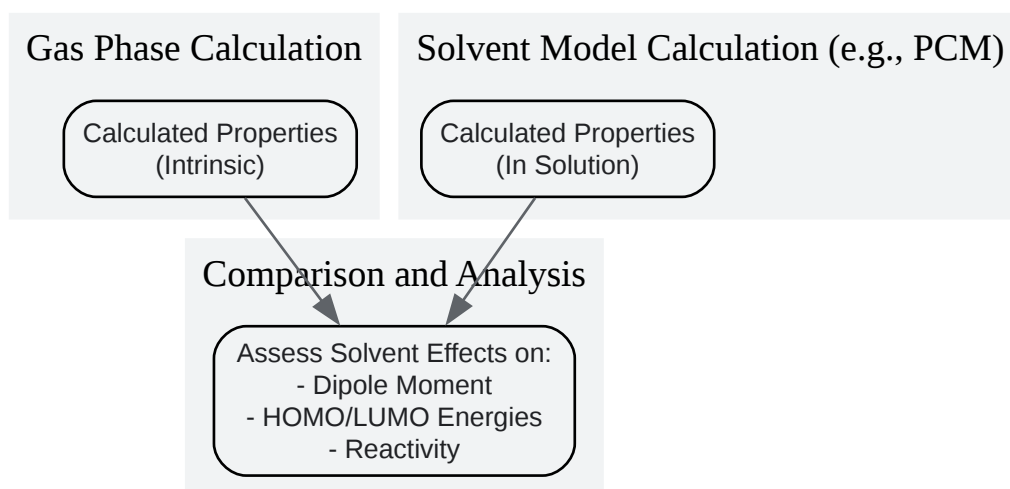 Gas Phase Calculation
Calculated Properties
(Intrinsic)
Solvent Model Calculation (e.g., PCM)
Calculated Properties
(In Solution)
Comparison and Analysis
Assess Solvent Effects on:
- Dipole Moment
- HOMO/LUMO Energies
- Reactivity